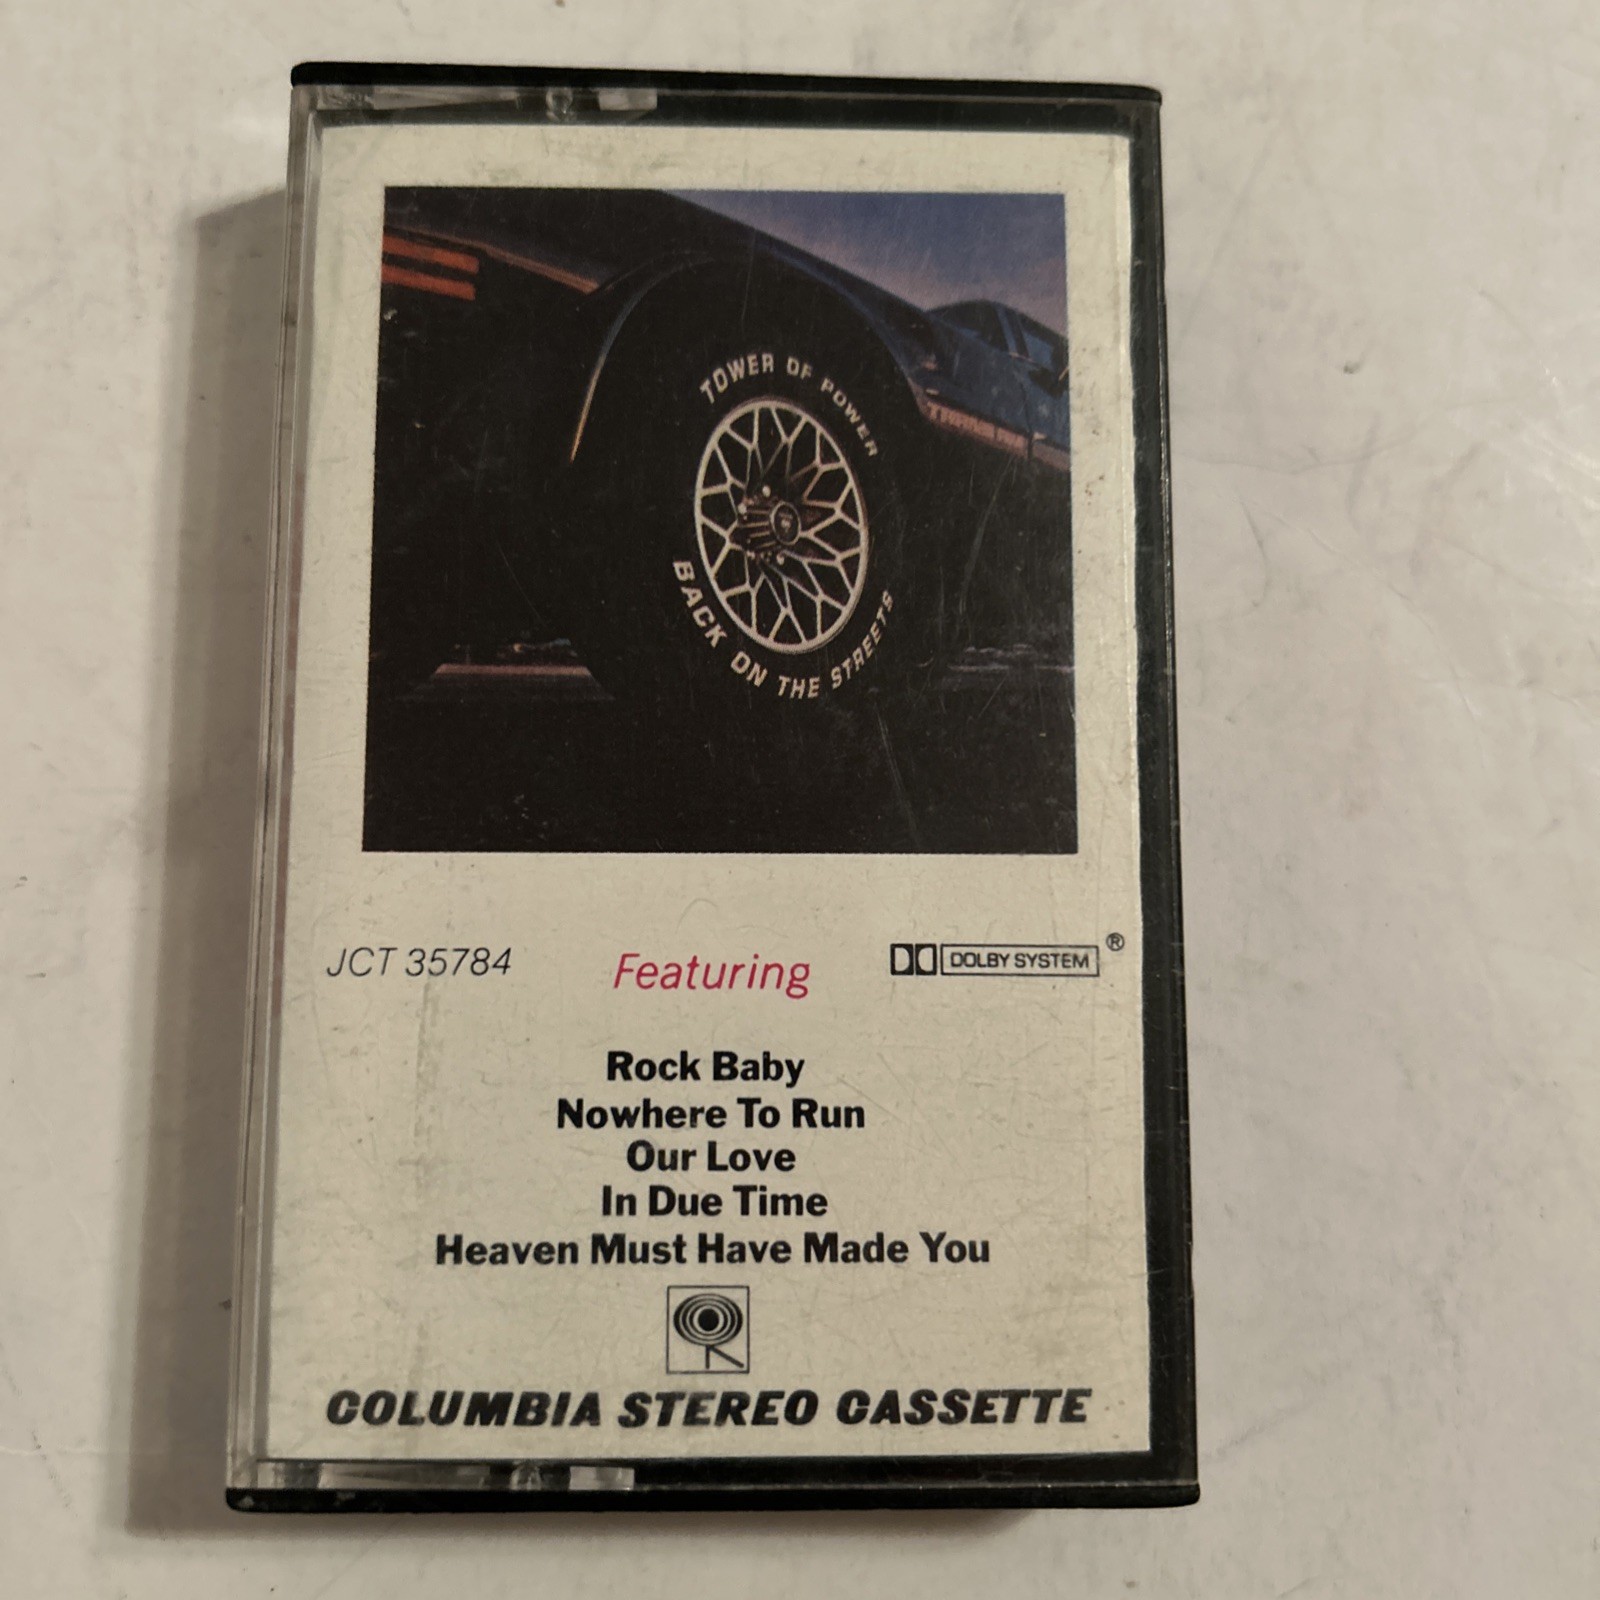 TOWER OF POWER
BACK ON THE STREETS
JCT 35784
Featuring
DOLBY SYSTEM ®
Rock Baby
Nowhere To Run
Our Love
In Due Time
Heaven Must Have Made You
COLUMBIA STEREO CASSETTE